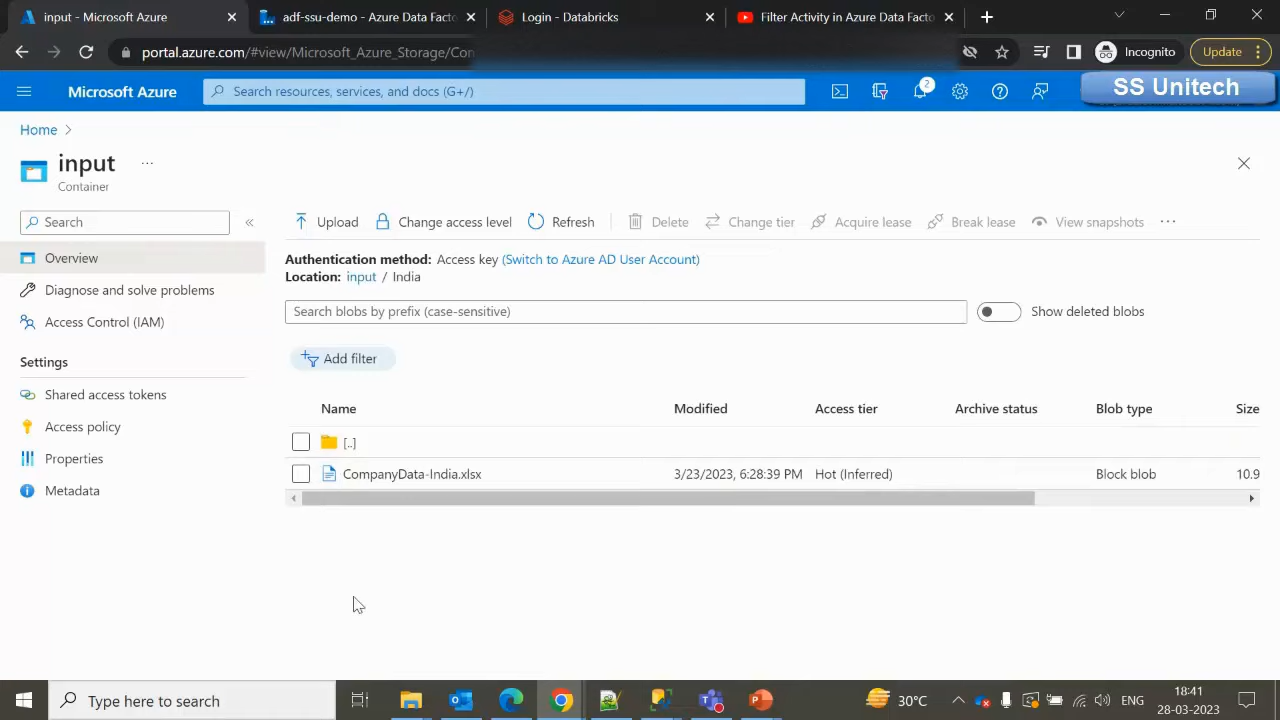 input - Microsoft Azure
adf-ssu-demo - Azure Data Facto
Login - Databricks
Filter Activity in Azure Data Facto
portal.azure.com/#view/Microsoft_Azure_Storage/Con
Incognito
Update
Microsoft Azure
Search resources, services, and docs (G+/)
2
SS Unitech
Home
input
...
Container
Search
Upload
Change access level
Refresh
Delete
Change tier
Acquire lease
Break lease
View snapshots
...
Overview
Diagnose and solve problems
Access Control (IAM)
Settings
Shared access tokens
Access policy
Properties
Metadata
Authentication method: Access key (Switch to Azure AD User Account)
Location: input / India
Search blobs by prefix (case-sensitive)
Show deleted blobs
Add filter
Name Modified Access tier Archive status Blob type Size
[..]
CompanyData-India.xlsx 3/23/2023, 6:28:39 PM Hot (Inferred) Block blob 10.9
Type here to search
30°C
ENG
18:41
28-03-2023